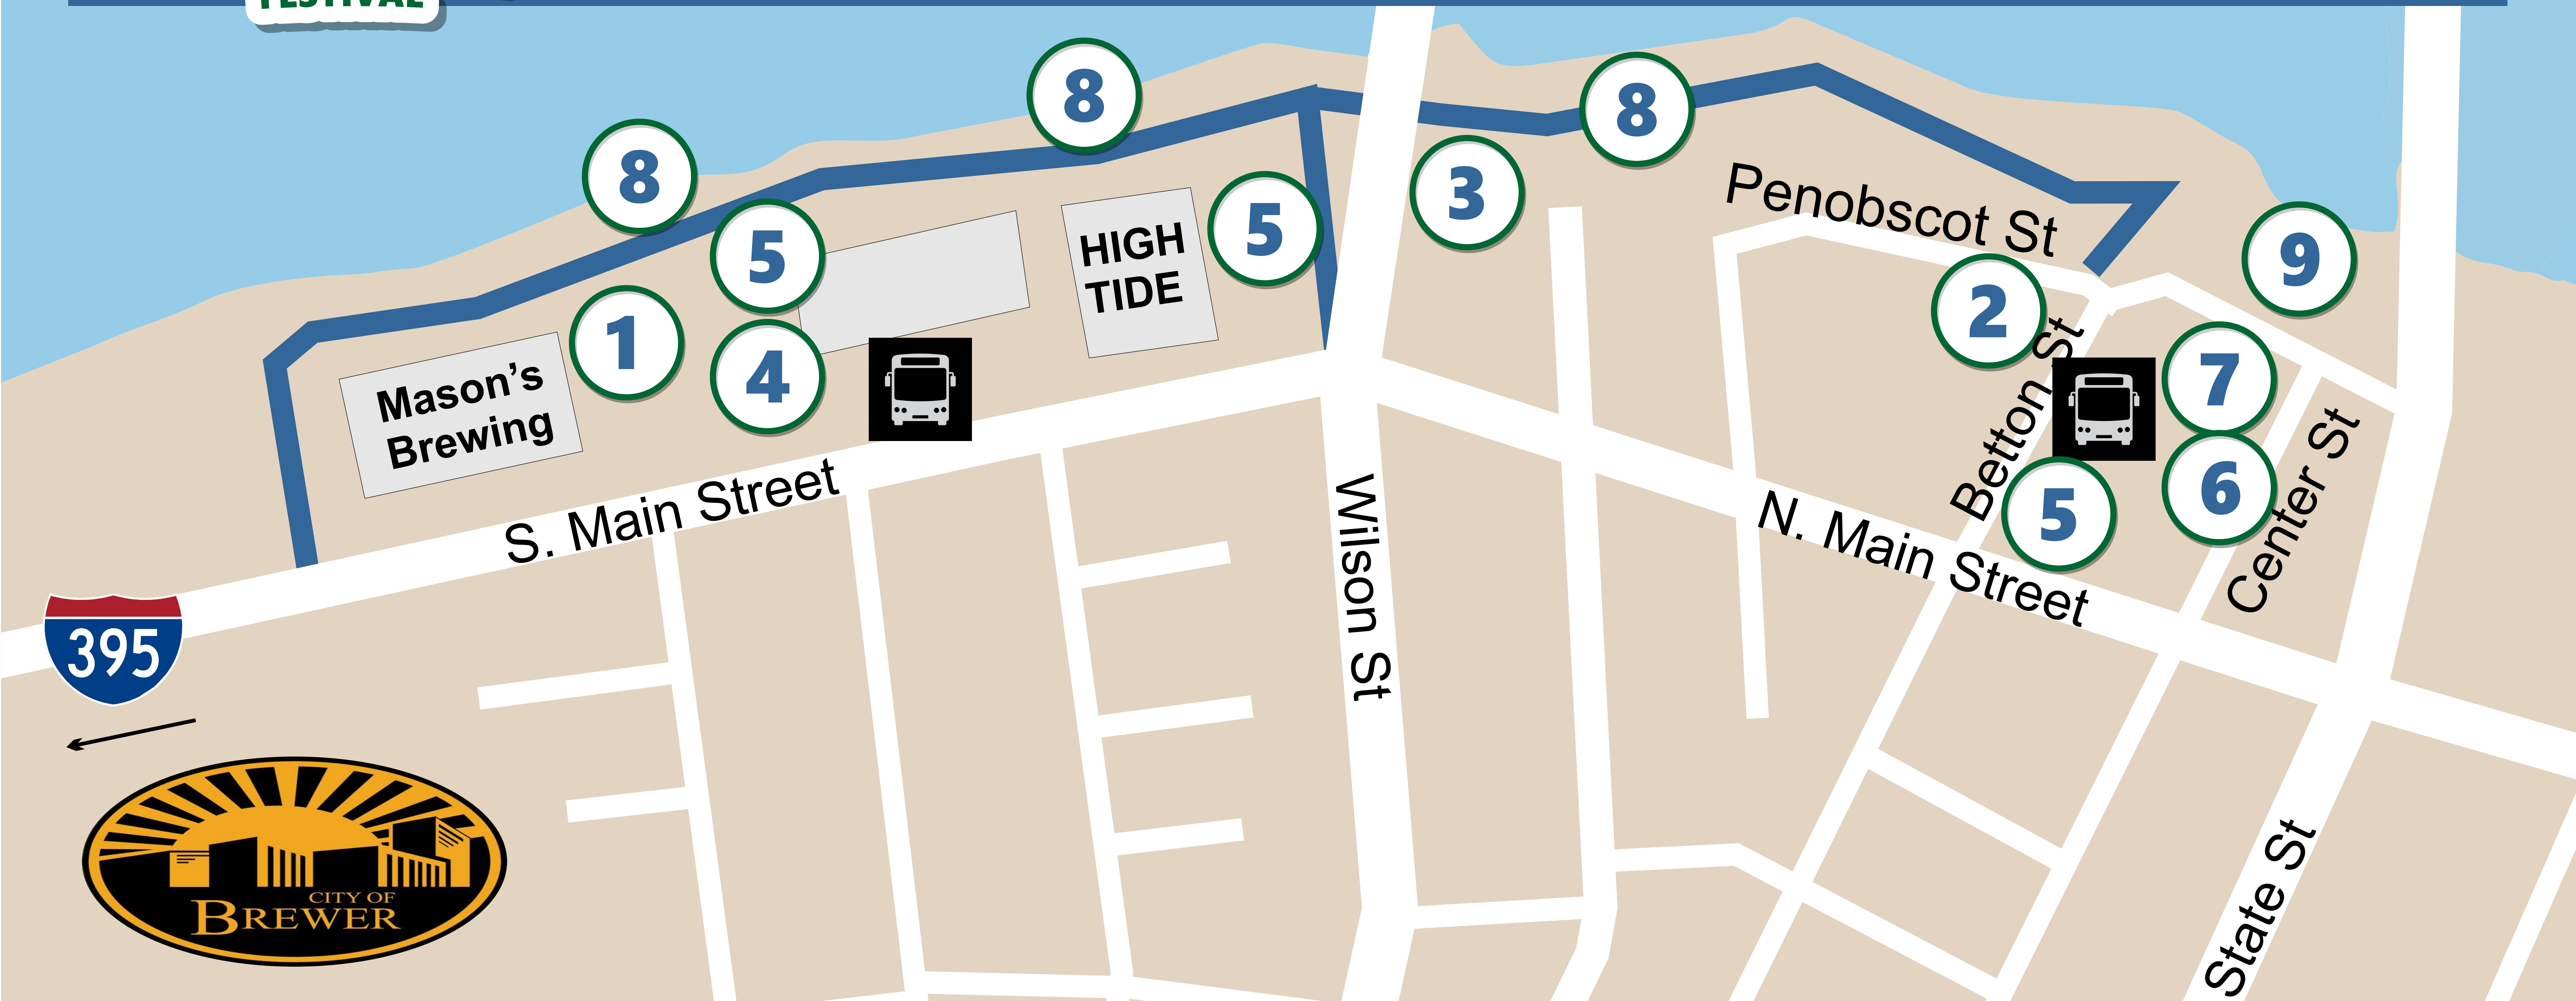 FESTIVAL
8
8
8
5
5
3
1
4
2
9
7
6
5
HIGH
TIDE
Mason's
Brewing
Penobscot St
Betton St
Center St
S. Main Street
N. Main Street
Wilson St
State St
395
CITY OF
BREWER